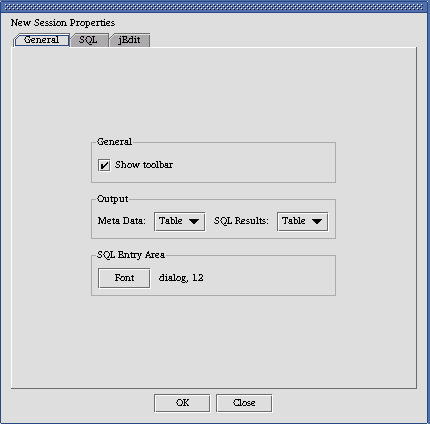 New Session Properties
General SQL jEdit
General
Show toolbar
Output
Meta Data: Table SQL Results: Table
SQL Entry Area
Font dialog, 12
OK Close